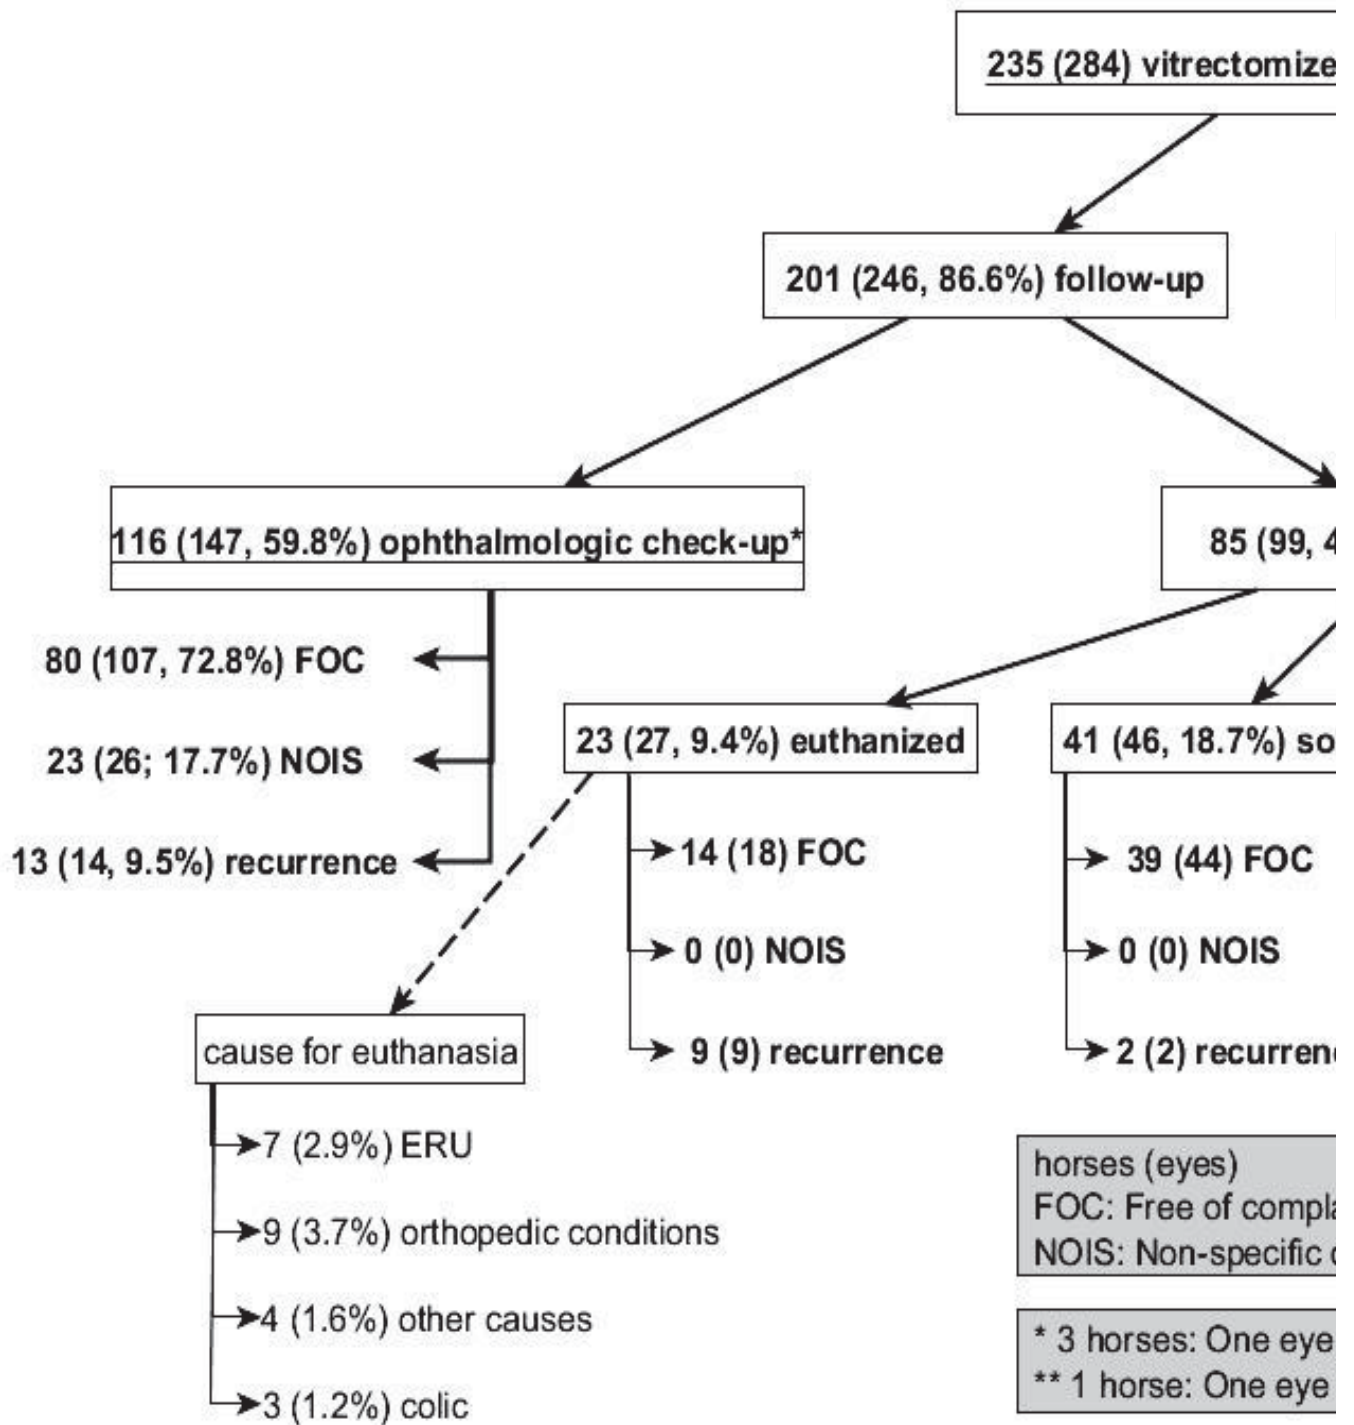 235 (284) vitrectomize
201 (246, 86.6%) follow-up
116 (147, 59.8%) ophthalmologic check-up*
85 (99, 4
80 (107, 72.8%) FOC
23 (26; 17.7%) NOIS
13 (14, 9.5%) recurrence
23 (27, 9.4%) euthanized
41 (46, 18.7%) so
14 (18) FOC
0 (0) NOIS
9 (9) recurrence
39 (44) FOC
0 (0) NOIS
2 (2) recurren
cause for euthanasia
7 (2.9%) ERU
9 (3.7%) orthopedic conditions
4 (1.6%) other causes
3 (1.2%) colic
horses (eyes)
FOC: Free of compla
NOIS: Non-specific
* 3 horses: One eye
** 1 horse: One eye